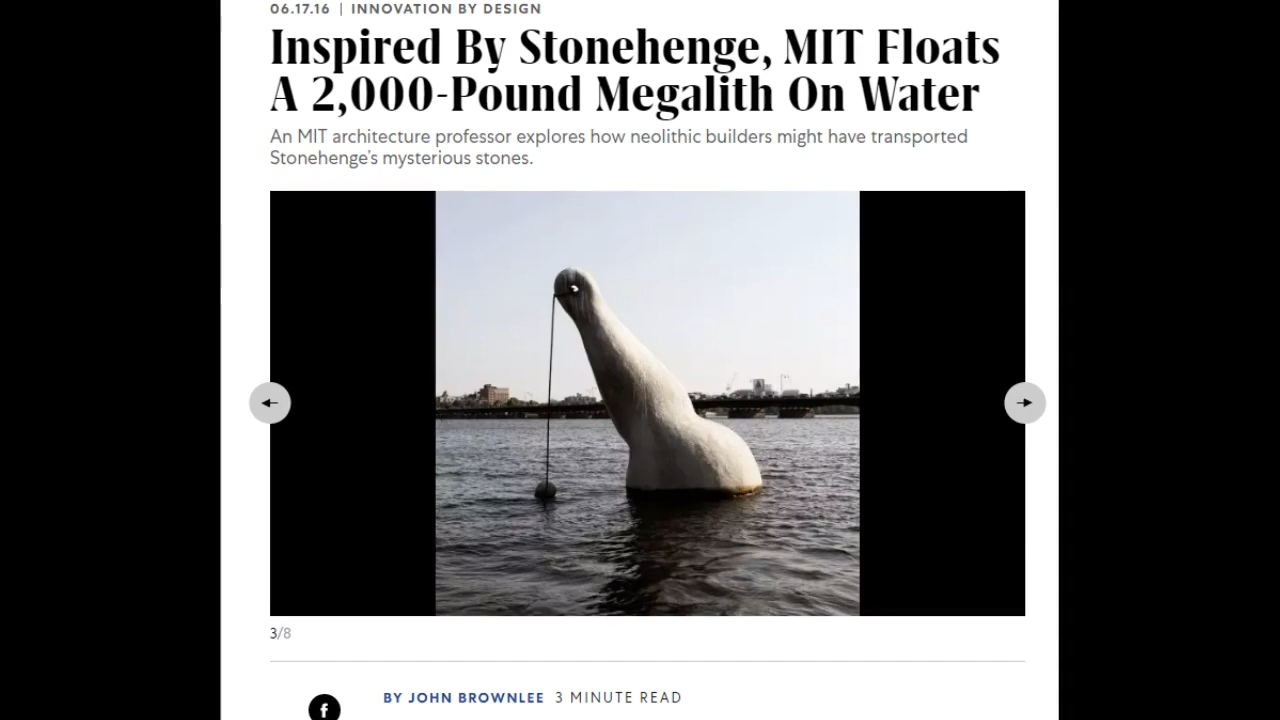 06.17.16 | INNOVATION BY DESIGN
Inspired By Stonehenge, MIT Floats
A 2,000-Pound Megalith On Water
An MIT architecture professor explores how neolithic builders might have transported
Stonehenge's mysterious stones.
3/8
BY JOHN BROWNLEE 3 MINUTE READ
f